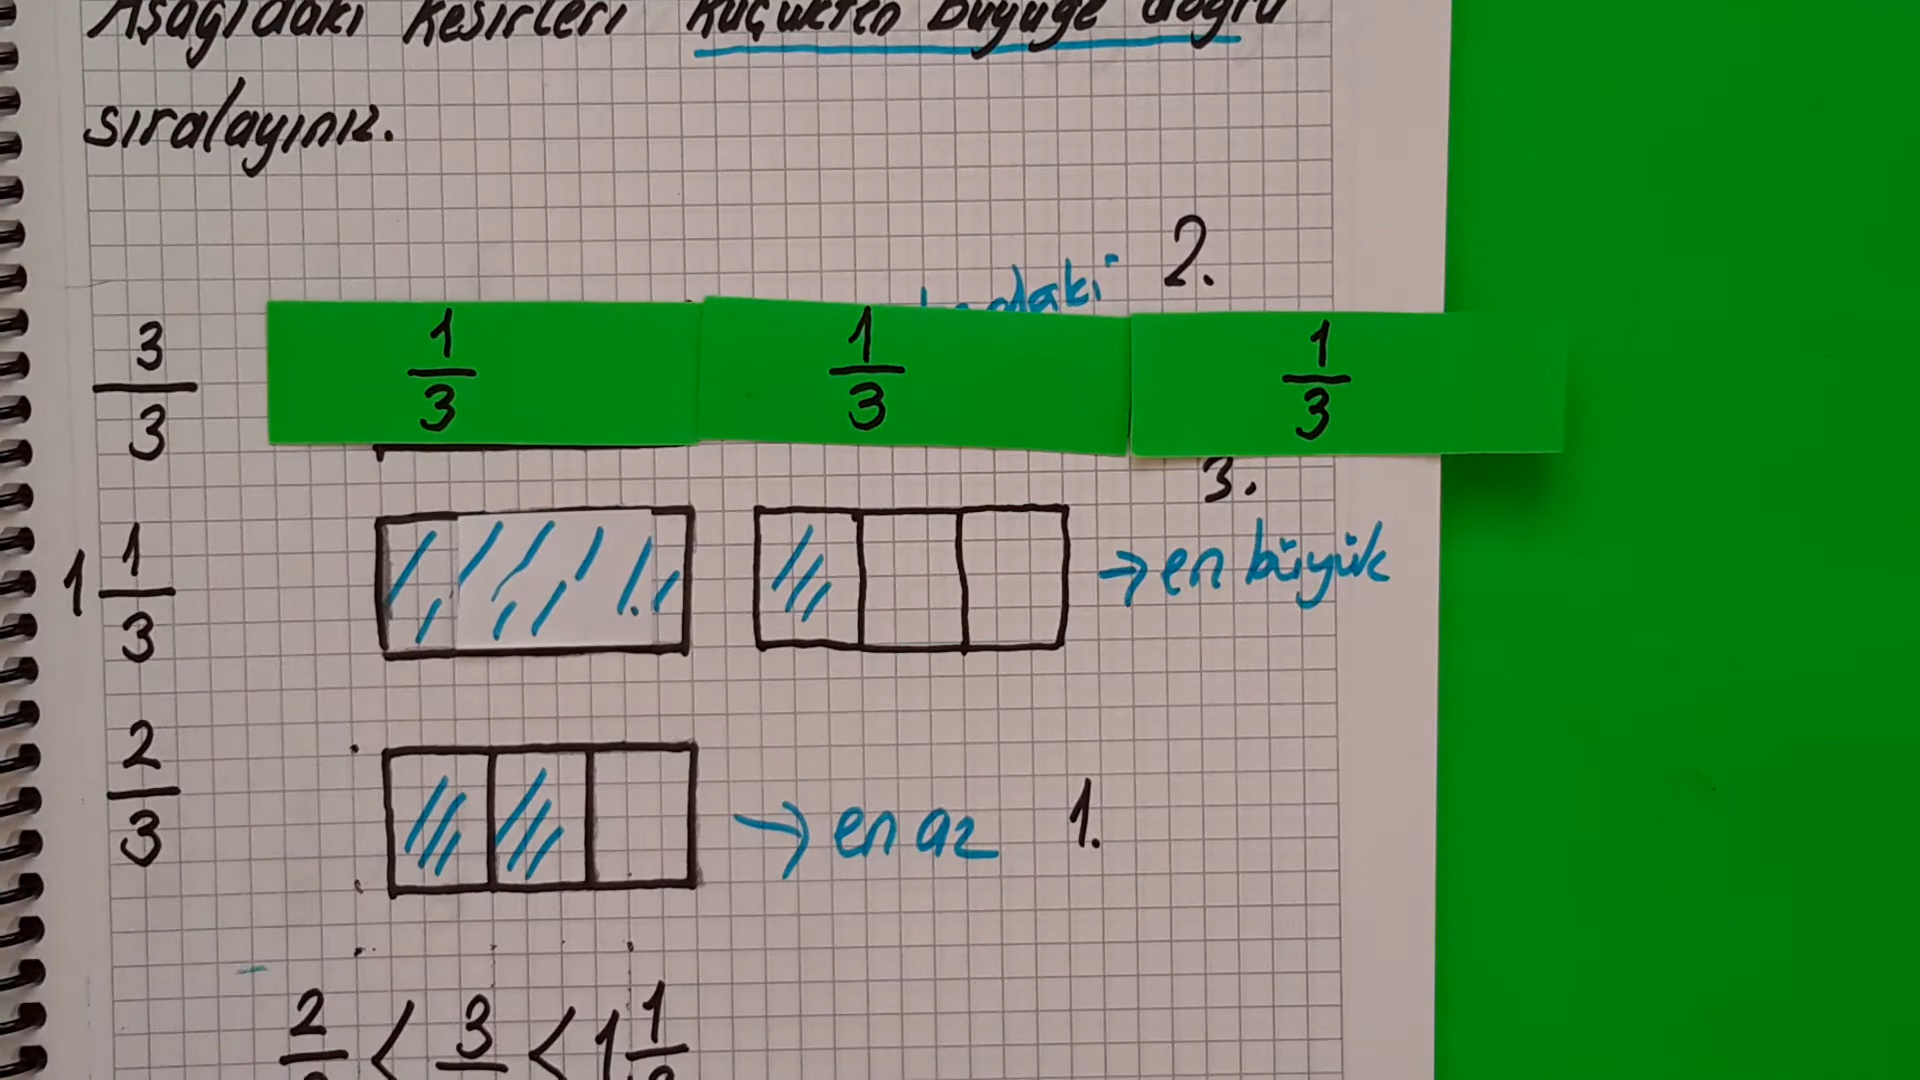 Aşağıdaki kesirleri küçükten büyüğe doğru
sıralayınız.
2.
3/3 1/3 1/3 1/3
3.
1 1/3 → en büyük
2/3 → en az 1.
2 < 3 < 1 1